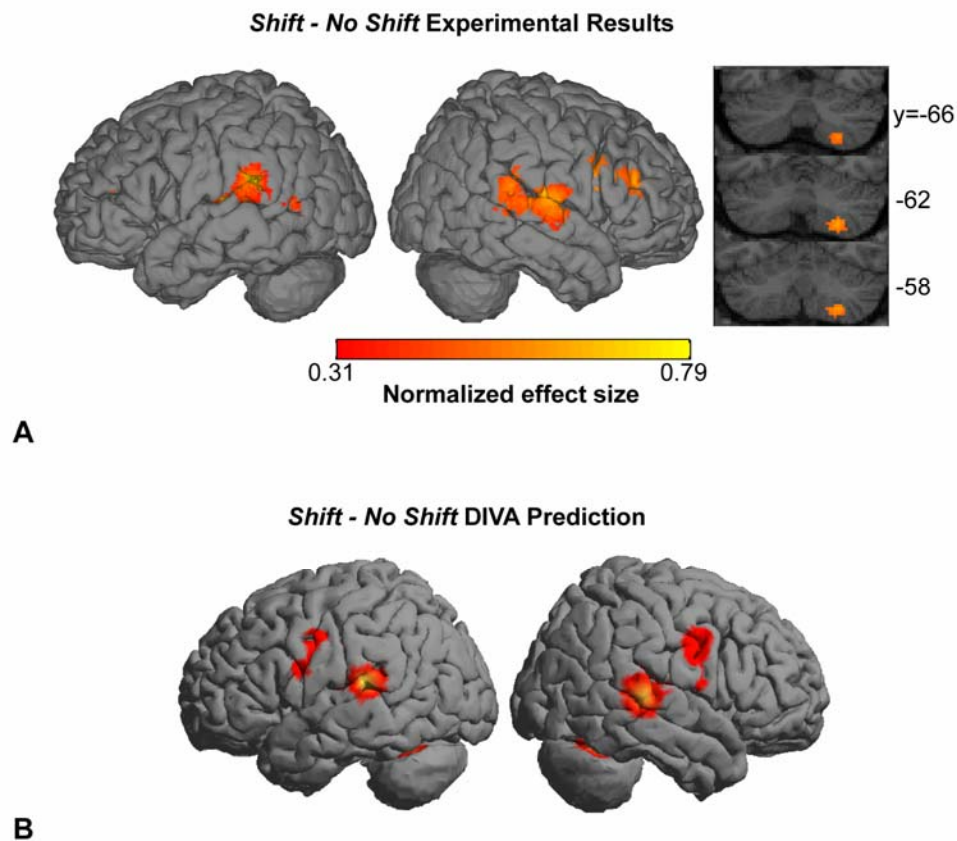 Shift - No Shift Experimental Results
y=-66
-62
-58
0.31 0.79
Normalized effect size
A
Shift - No Shift DIVA Prediction
B